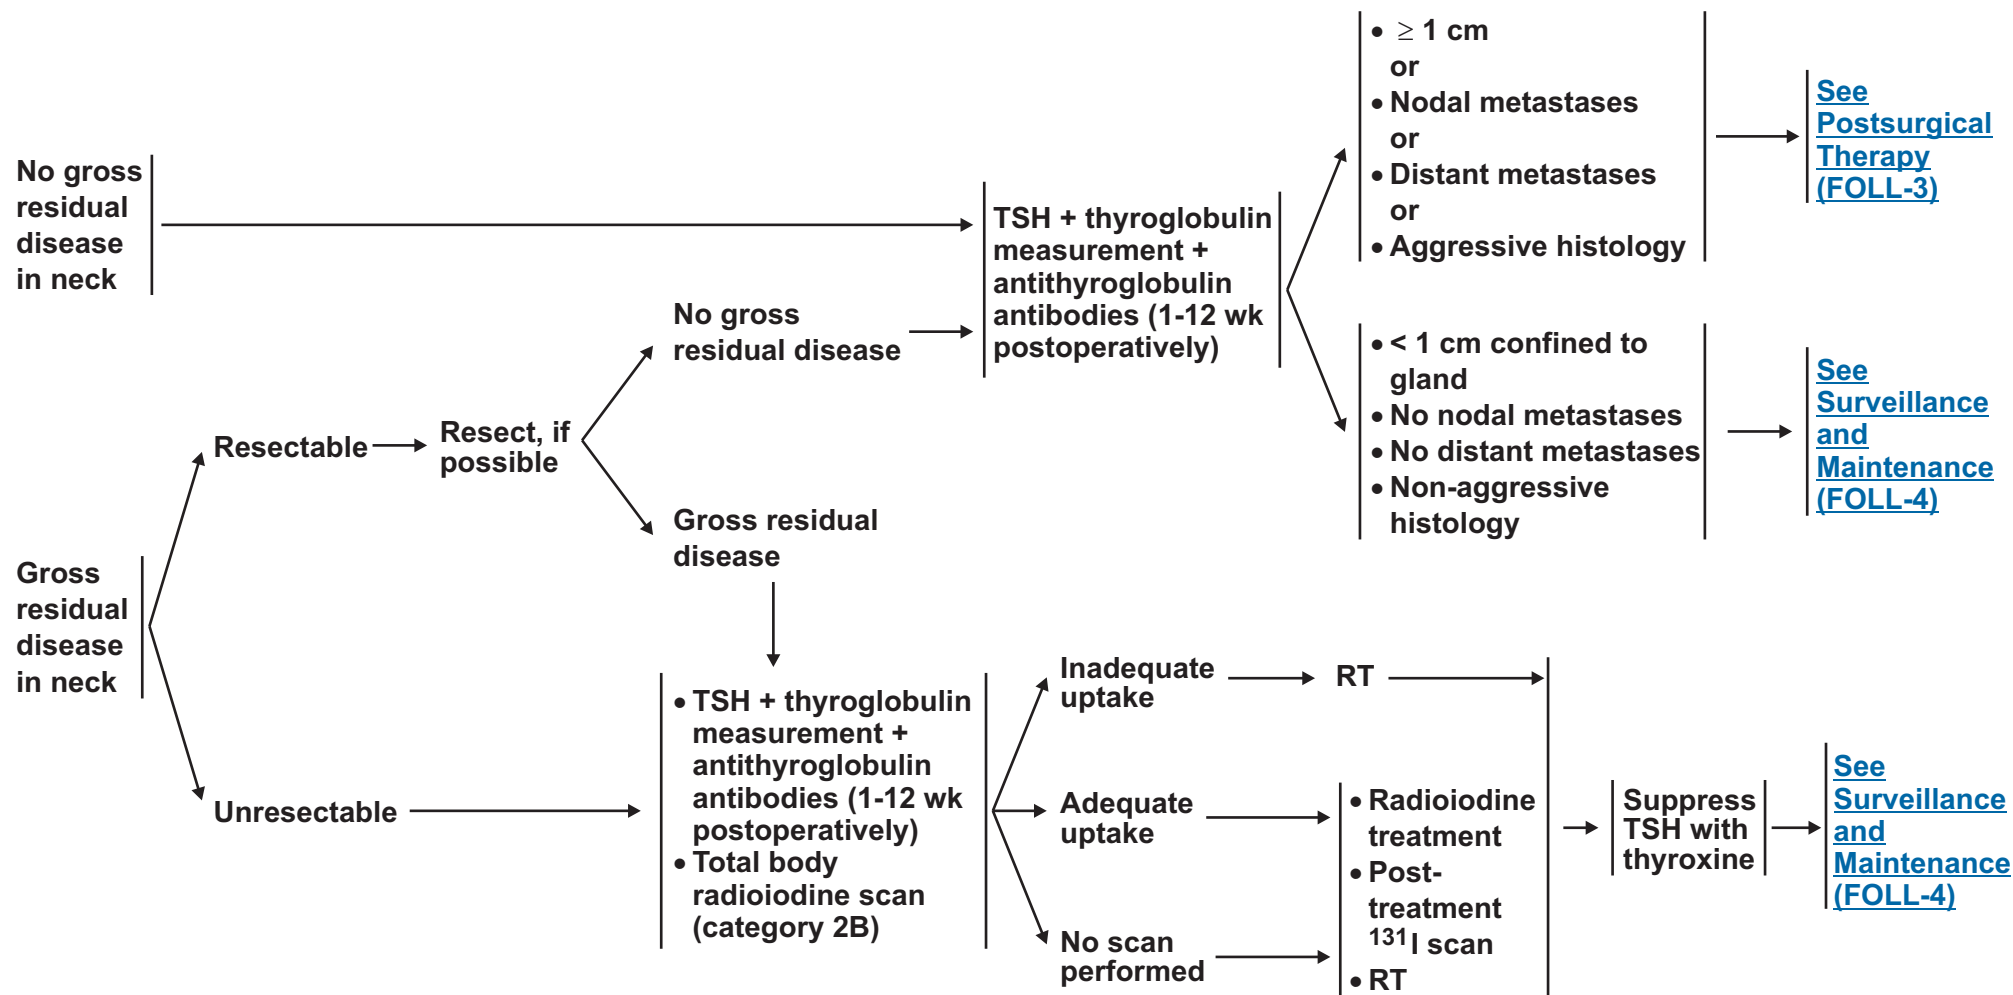 No gross
residual
disease
in neck
TSH + thyroglobulin
measurement +
antithyroglobulin
antibodies (1-12 wk
postoperatively)
• ≥ 1 cm
or
• Nodal metastases
or
• Distant metastases
or
• Aggressive histology
See
Postsurgical
Therapy
(FOLL-3)
• < 1 cm confined to
gland
• No nodal metastases
• No distant metastases
• Non-aggressive
histology
See
Surveillance
and
Maintenance
(FOLL-4)
Gross
residual
disease
in neck
Resectable
Resect, if
possible
No gross
residual disease
Gross residual
disease
Unresectable
• TSH + thyroglobulin
measurement +
antithyroglobulin
antibodies (1-12 wk
postoperatively)
• Total body
radioiodine scan
(category 2B)
Inadequate
uptake
RT
Adequate
uptake
No scan
performed
• Radioiodine
treatment
• Post-
treatment
131I scan
• RT
Suppress
TSH with
thyroxine
See
Surveillance
and
Maintenance
(FOLL-4)